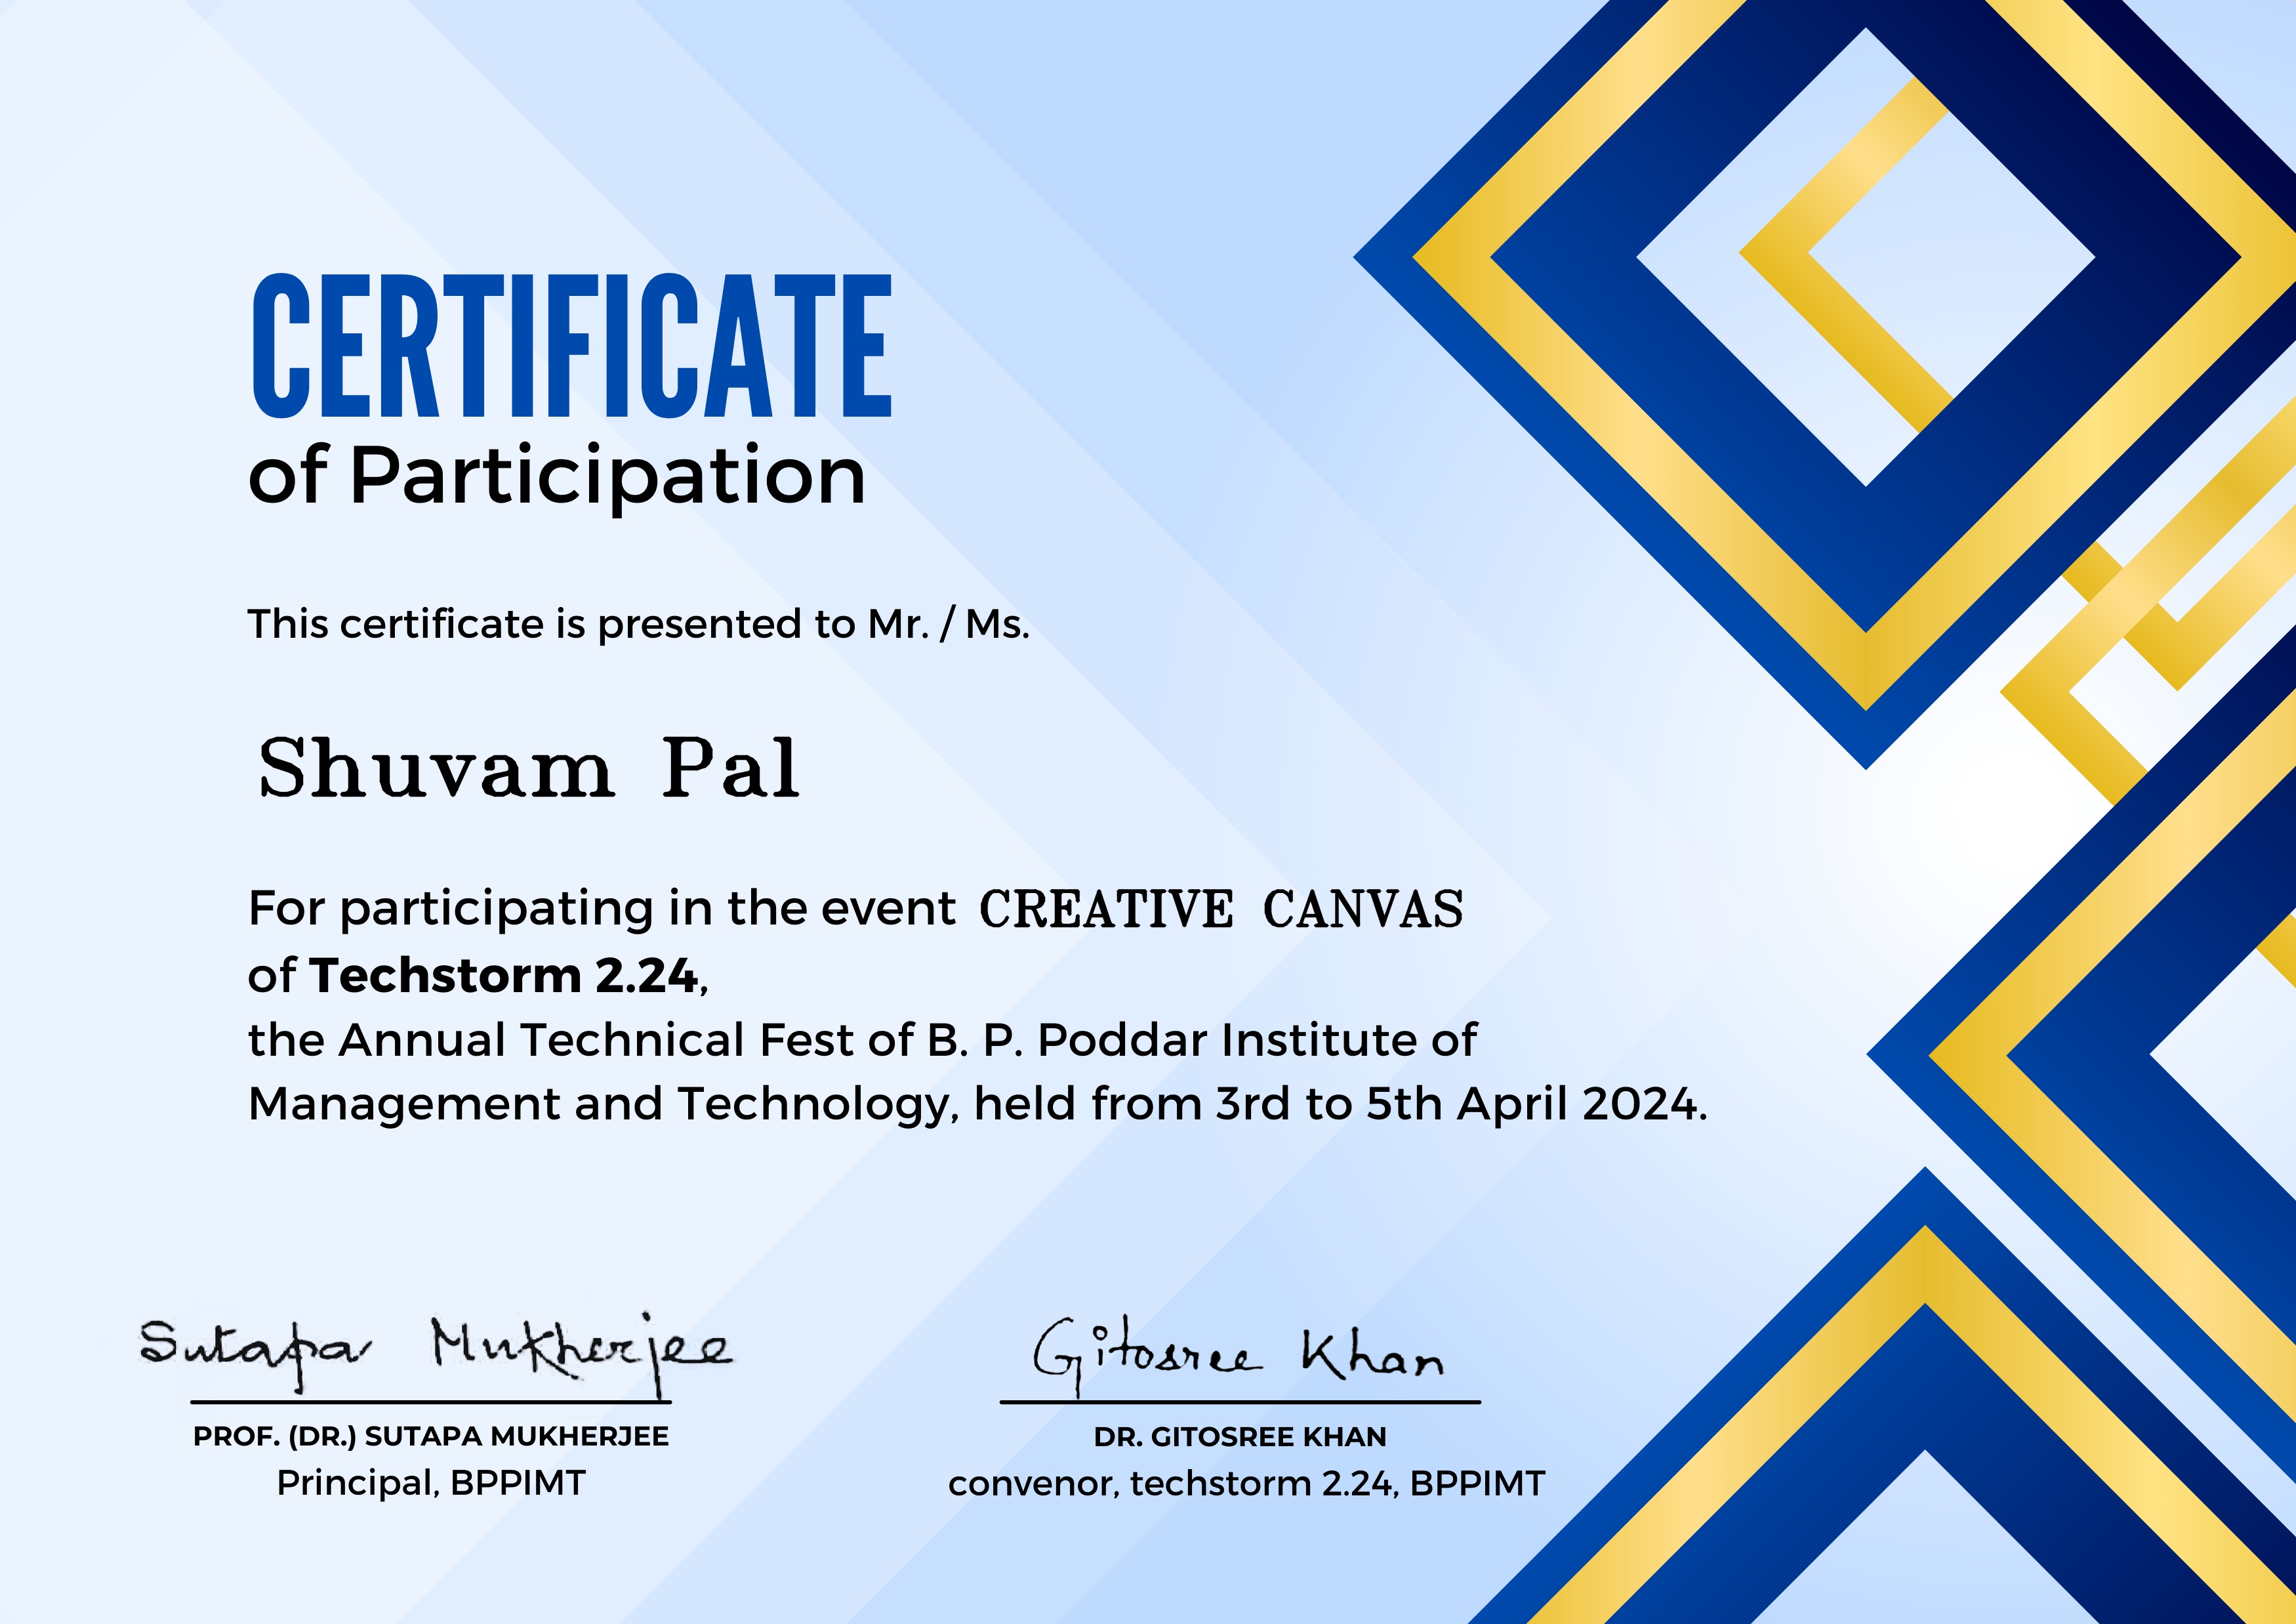 CERTIFICATE
of Participation
This certificate is presented to Mr. / Ms.
Shuvam Pal
For participating in the event CREATIVE CANVAS
of Techstorm 2.24,
the Annual Technical Fest of B. P. Poddar Institute of
Management and Technology, held from 3rd to 5th April 2024.
Sutapa Mukherjee
PROF. (DR.) SUTAPA MUKHERJEE
Principal, BPPIMT
Gitosree Khan
DR. GITOSREE KHAN
convenor, techstorm 2.24, BPPIMT